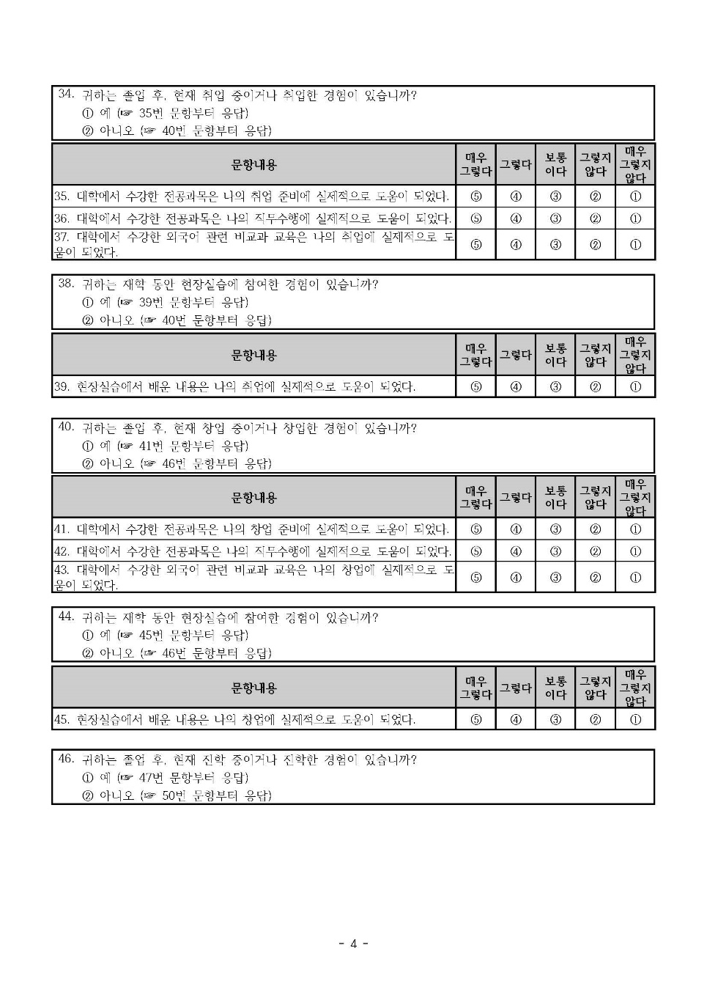 34. 귀하는 졸업 후, 현재 취업 중이거나 취업한 경험이 있습니까?
① 예 (☞ 35번 문항부터 응답)
② 아니오 (☞ 40번 문항부터 응답)
문항내용 매우 그렇다 그렇다 보통 이다 그렇지 않다 매우 그렇지 않다
35. 대학에서 수강한 전공과목은 나의 취업 준비에 실제적으로 도움이 되었다. ⑤ ④ ③ ② ①
36. 대학에서 수강한 전공과목은 나의 직무수행에 실제적으로 도움이 되었다. ⑤ ④ ③ ② ①
37. 대학에서 수강한 외국어 관련 비교과 교육은 나의 취업에 실제적으로 도
움이 되었다. ⑤ ④ ③ ② ①
38. 귀하는 재학 동안 현장실습에 참여한 경험이 있습니까?
① 예 (☞ 39번 문항부터 응답)
② 아니오 (☞ 40번 문항부터 응답)
문항내용 매우 그렇다 그렇다 보통 이다 그렇지 않다 매우 그렇지 않다
39. 현장실습에서 배운 내용은 나의 취업에 실제적으로 도움이 되었다. ⑤ ④ ③ ② ①
40. 귀하는 졸업 후, 현재 창업 중이거나 창업한 경험이 있습니까?
① 예 (☞ 41번 문항부터 응답)
② 아니오 (☞ 46번 문항부터 응답)
문항내용 매우 그렇다 그렇다 보통 이다 그렇지 않다 매우 그렇지 않다
41. 대학에서 수강한 전공과목은 나의 창업 준비에 실제적으로 도움이 되었다. ⑤ ④ ③ ② ①
42. 대학에서 수강한 전공과목은 나의 직무수행에 실제적으로 도움이 되었다. ⑤ ④ ③ ② ①
43. 대학에서 수강한 외국어 관련 비교과 교육은 나의 창업에 실제적으로 도
움이 되었다. ⑤ ④ ③ ② ①
44. 귀하는 재학 동안 현장실습에 참여한 경험이 있습니까?
① 예 (☞ 45번 문항부터 응답)
② 아니오 (☞ 46번 문항부터 응답)
문항내용 매우 그렇다 그렇다 보통 이다 그렇지 않다 매우 그렇지 않다
45. 현장실습에서 배운 내용은 나의 창업에 실제적으로 도움이 되었다. ⑤ ④ ③ ② ①
46. 귀하는 졸업 후, 현재 진학 중이거나 진학한 경험이 있습니까?
① 예 (☞ 47번 문항부터 응답)
② 아니오 (☞ 50번 문항부터 응답)
- 4 -